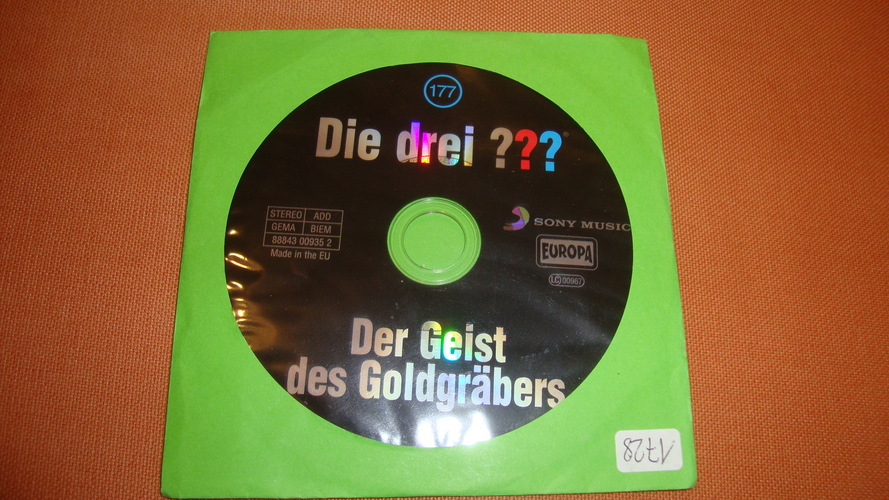 177
Die drei ???®
STEREO ADD
GEMA BIEM
88843 00935 2
Made in the EU
SONY MUSIC
EUROPA
LC 00967
Der Geist
des Goldgräbers
1728